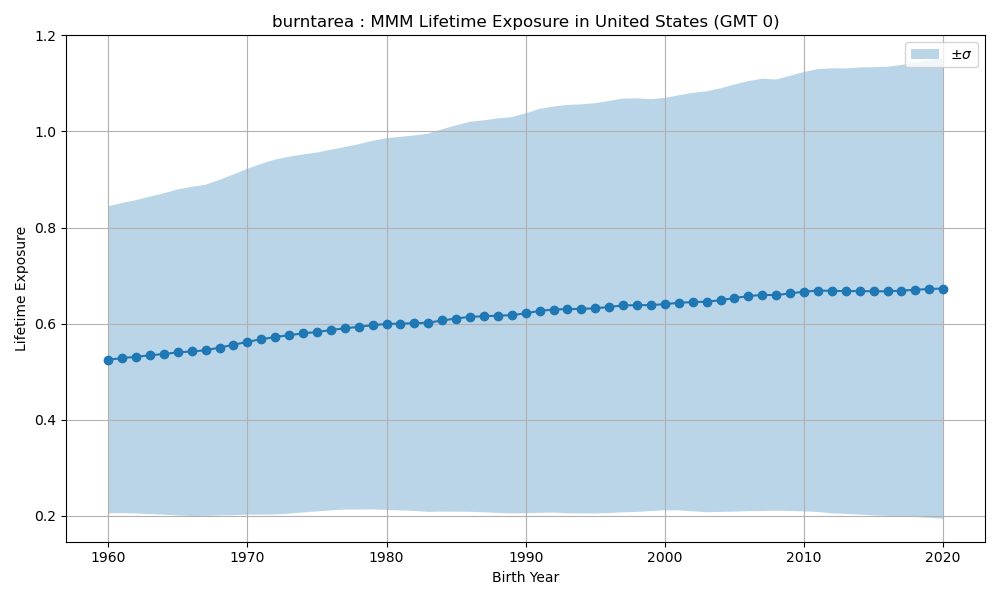 burntarea : MMM Lifetime Exposure in United States (GMT 0)
±σ
1.2
1.0
0.8
0.6
0.4
0.2
Lifetime Exposure
1960 1970 1980 1990 2000 2010 2020
Birth Year